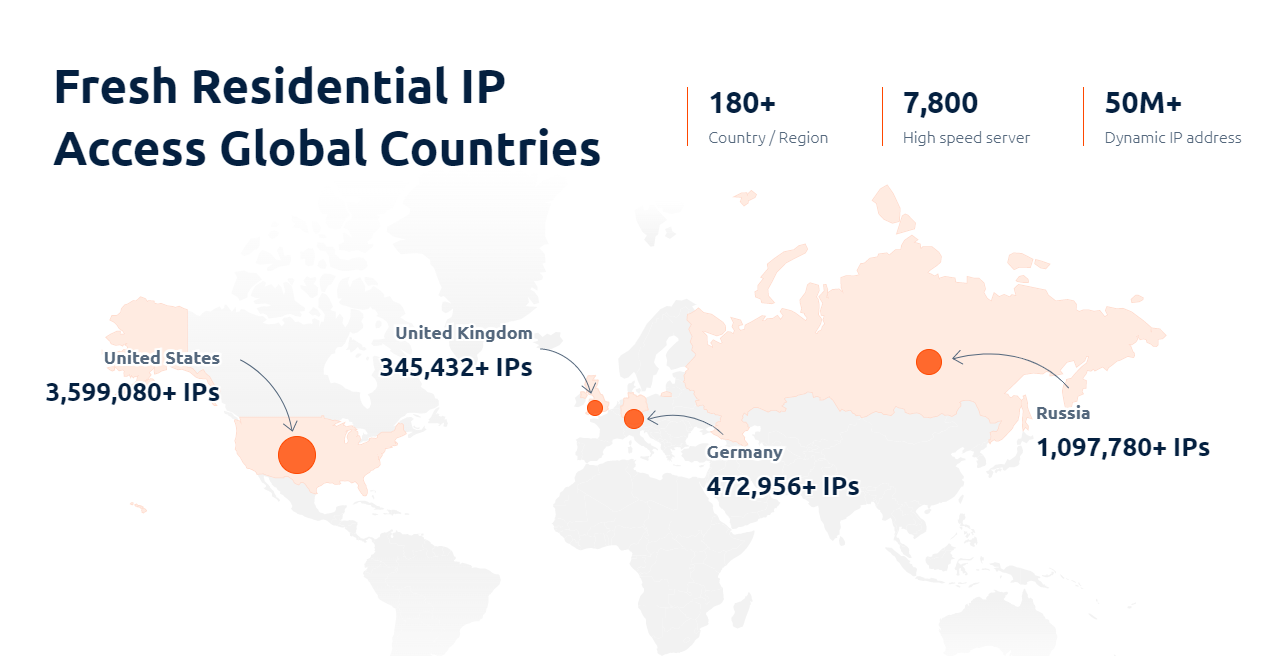 Fresh Residential IP
Access Global Countries
180+
Country / Region
7,800
High speed server
50M+
Dynamic IP address
United States
3,599,080+ IPs
United Kingdom
345,432+ IPs
Germany
472,956+ IPs
Russia
1,097,780+ IPs